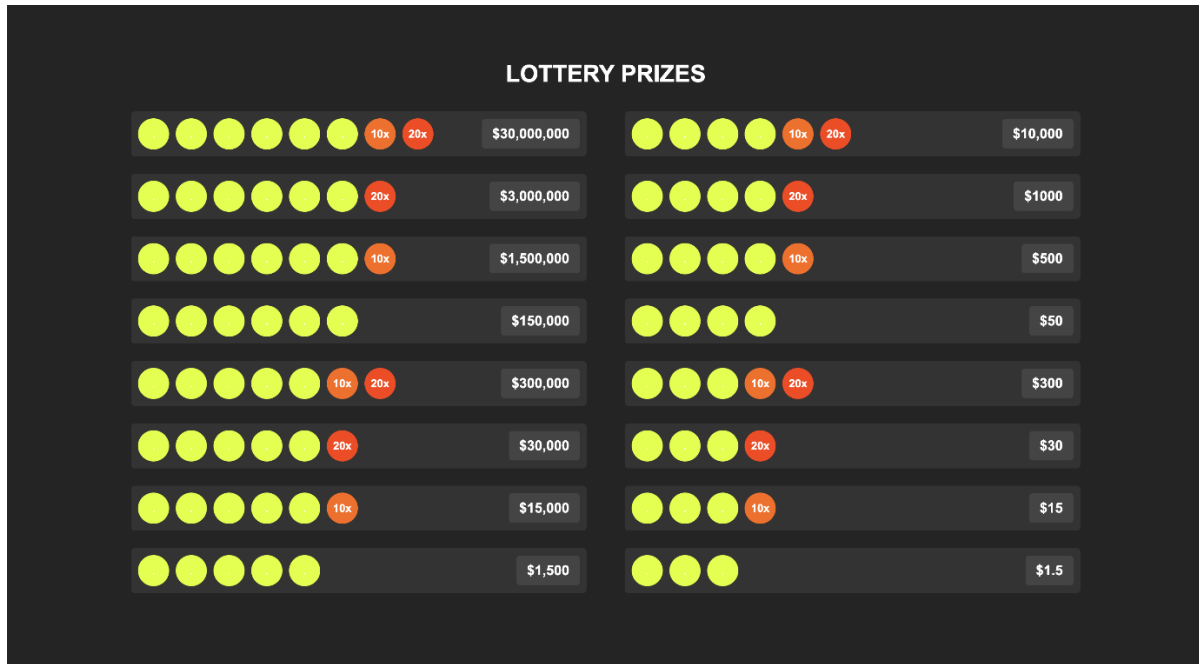 LOTTERY PRIZES
10x 20x $30,000,000
20x $3,000,000
10x $1,500,000
$150,000
10x 20x $300,000
20x $30,000
10x $15,000
$1,500
10x 20x $10,000
20x $1000
10x $500
$50
10x 20x $300
20x $30
10x $15
$1.5